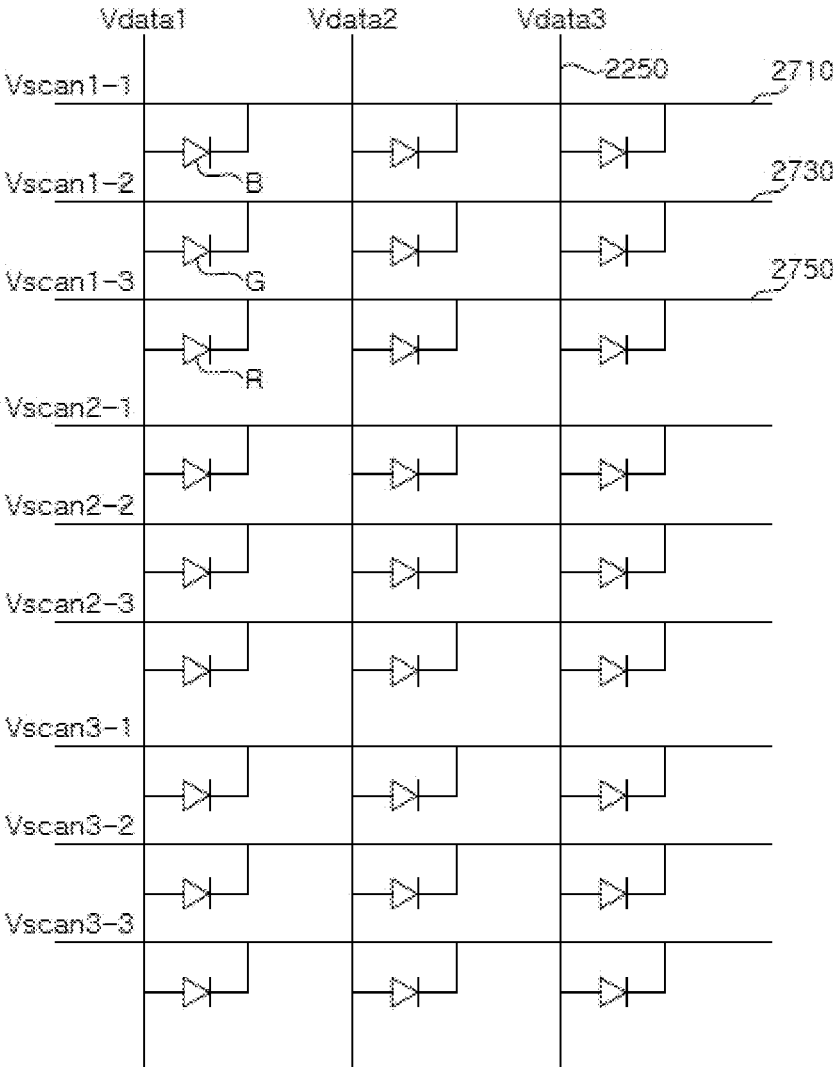 Vdata1 Vdata2 Vdata3
2250
Vscan1-1 2710
B
Vscan1-2 2730
G
Vscan1-3 2750
R
Vscan2-1
Vscan2-2
Vscan2-3
Vscan3-1
Vscan3-2
Vscan3-3